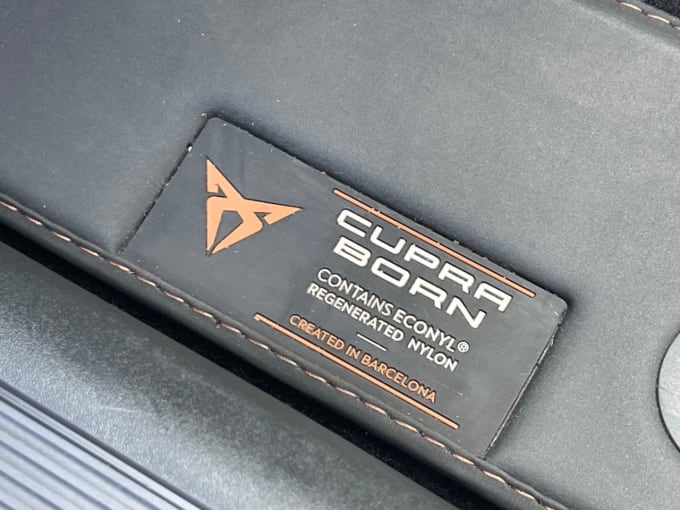 CUPRA
BORN
CONTAINS ECONYL®
REGENERATED NYLON
CREATED IN BARCELONA